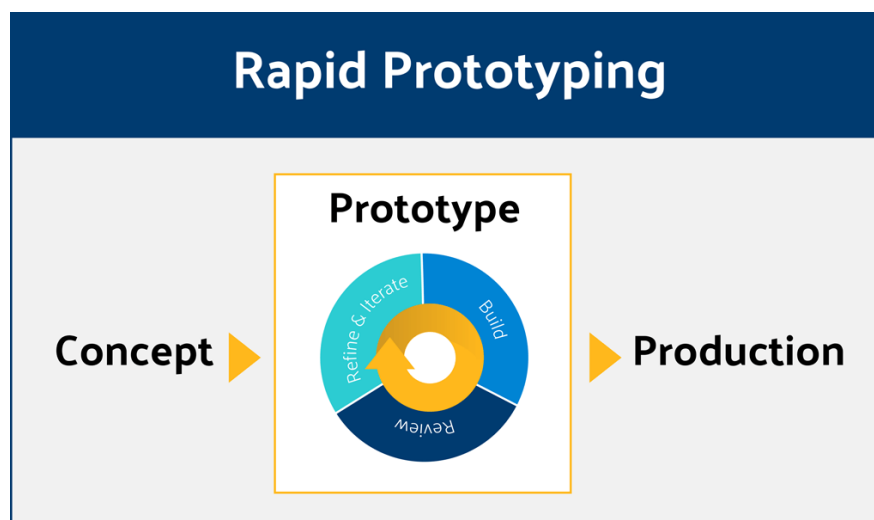 Rapid Prototyping
Prototype
Concept
Refine & Iterate
Build
Review
Production